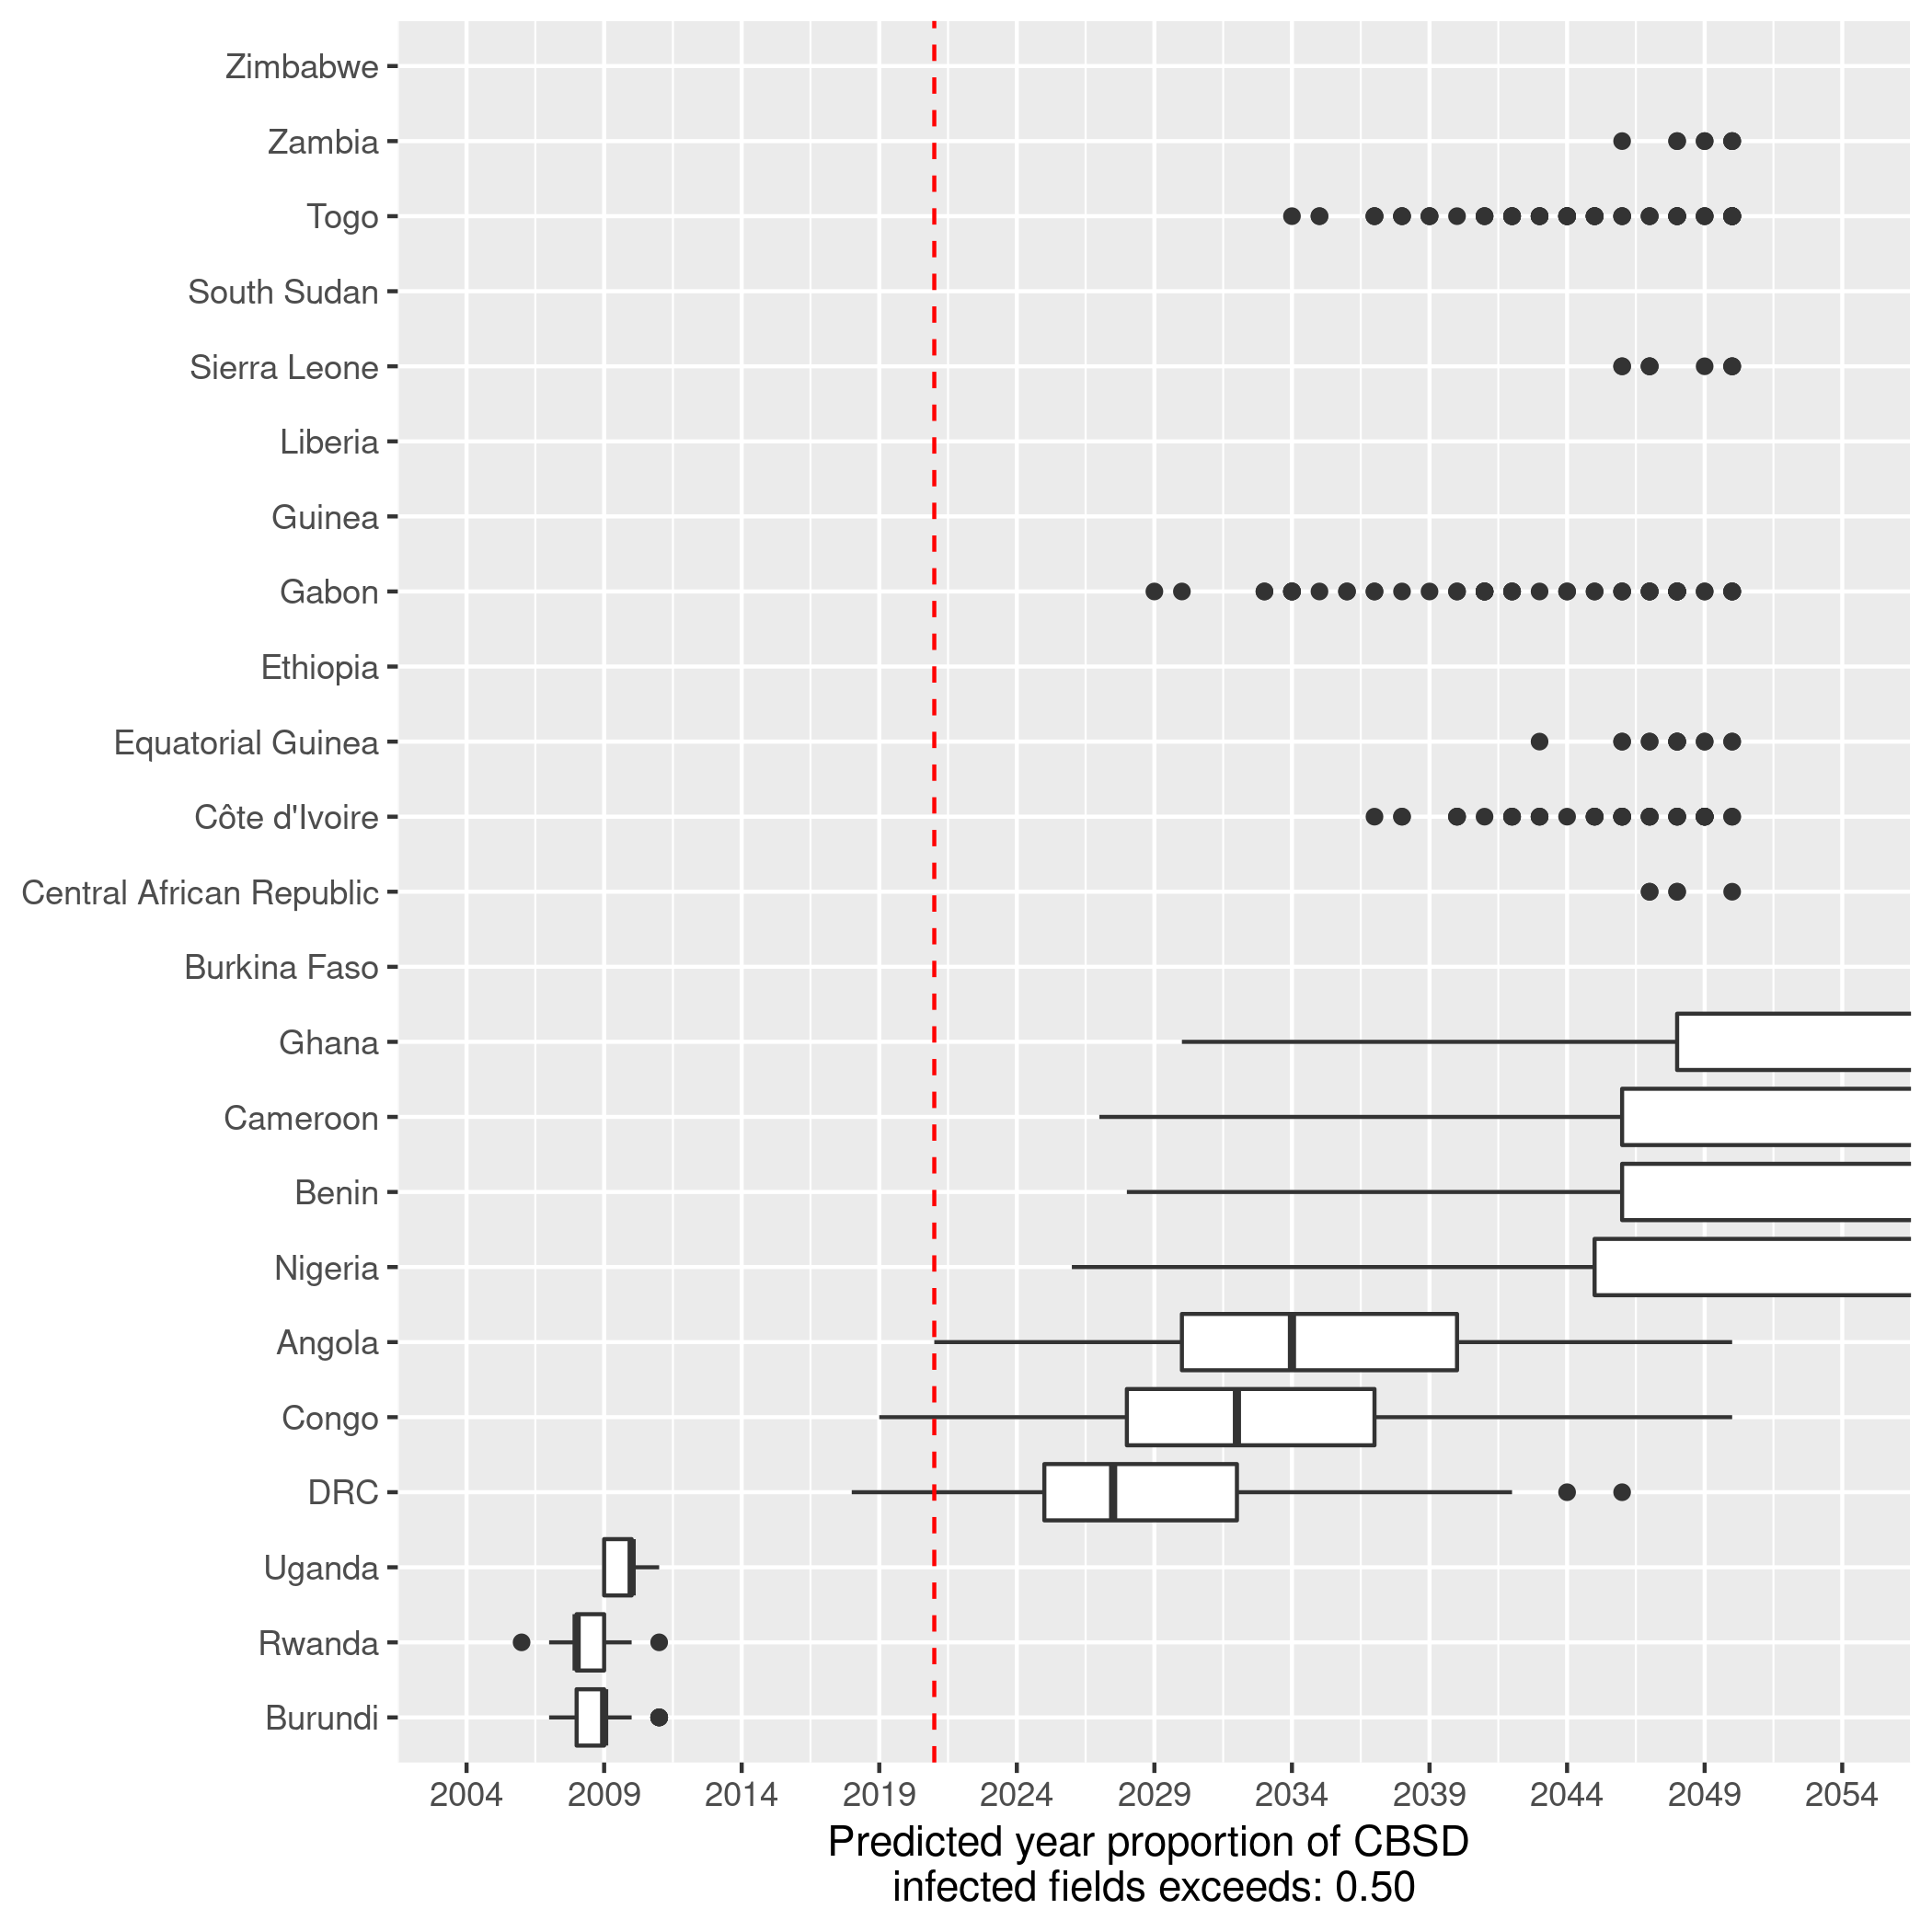 Zimbabwe
Zambia
Togo
South Sudan
Sierra Leone
Liberia
Guinea
Gabon
Ethiopia
Equatorial Guinea
Côte d'Ivoire
Central African Republic
Burkina Faso
Ghana
Cameroon
Benin
Nigeria
Angola
Congo
DRC
Uganda
Rwanda
Burundi
2004 2009 2014 2019 2024 2029 2034 2039 2044 2049 2054
Predicted year proportion of CBSD
infected fields exceeds: 0.50